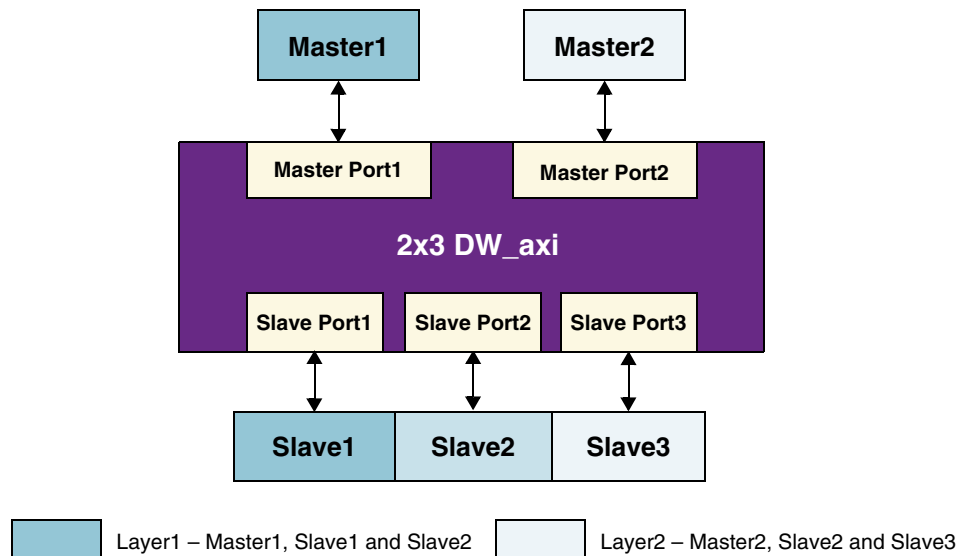 Master1
Master2
Master Port1
Master Port2
2x3 DW_axi
Slave Port1
Slave Port2
Slave Port3
Slave1
Slave2
Slave3
Layer1 – Master1, Slave1 and Slave2
Layer2 – Master2, Slave2 and Slave3